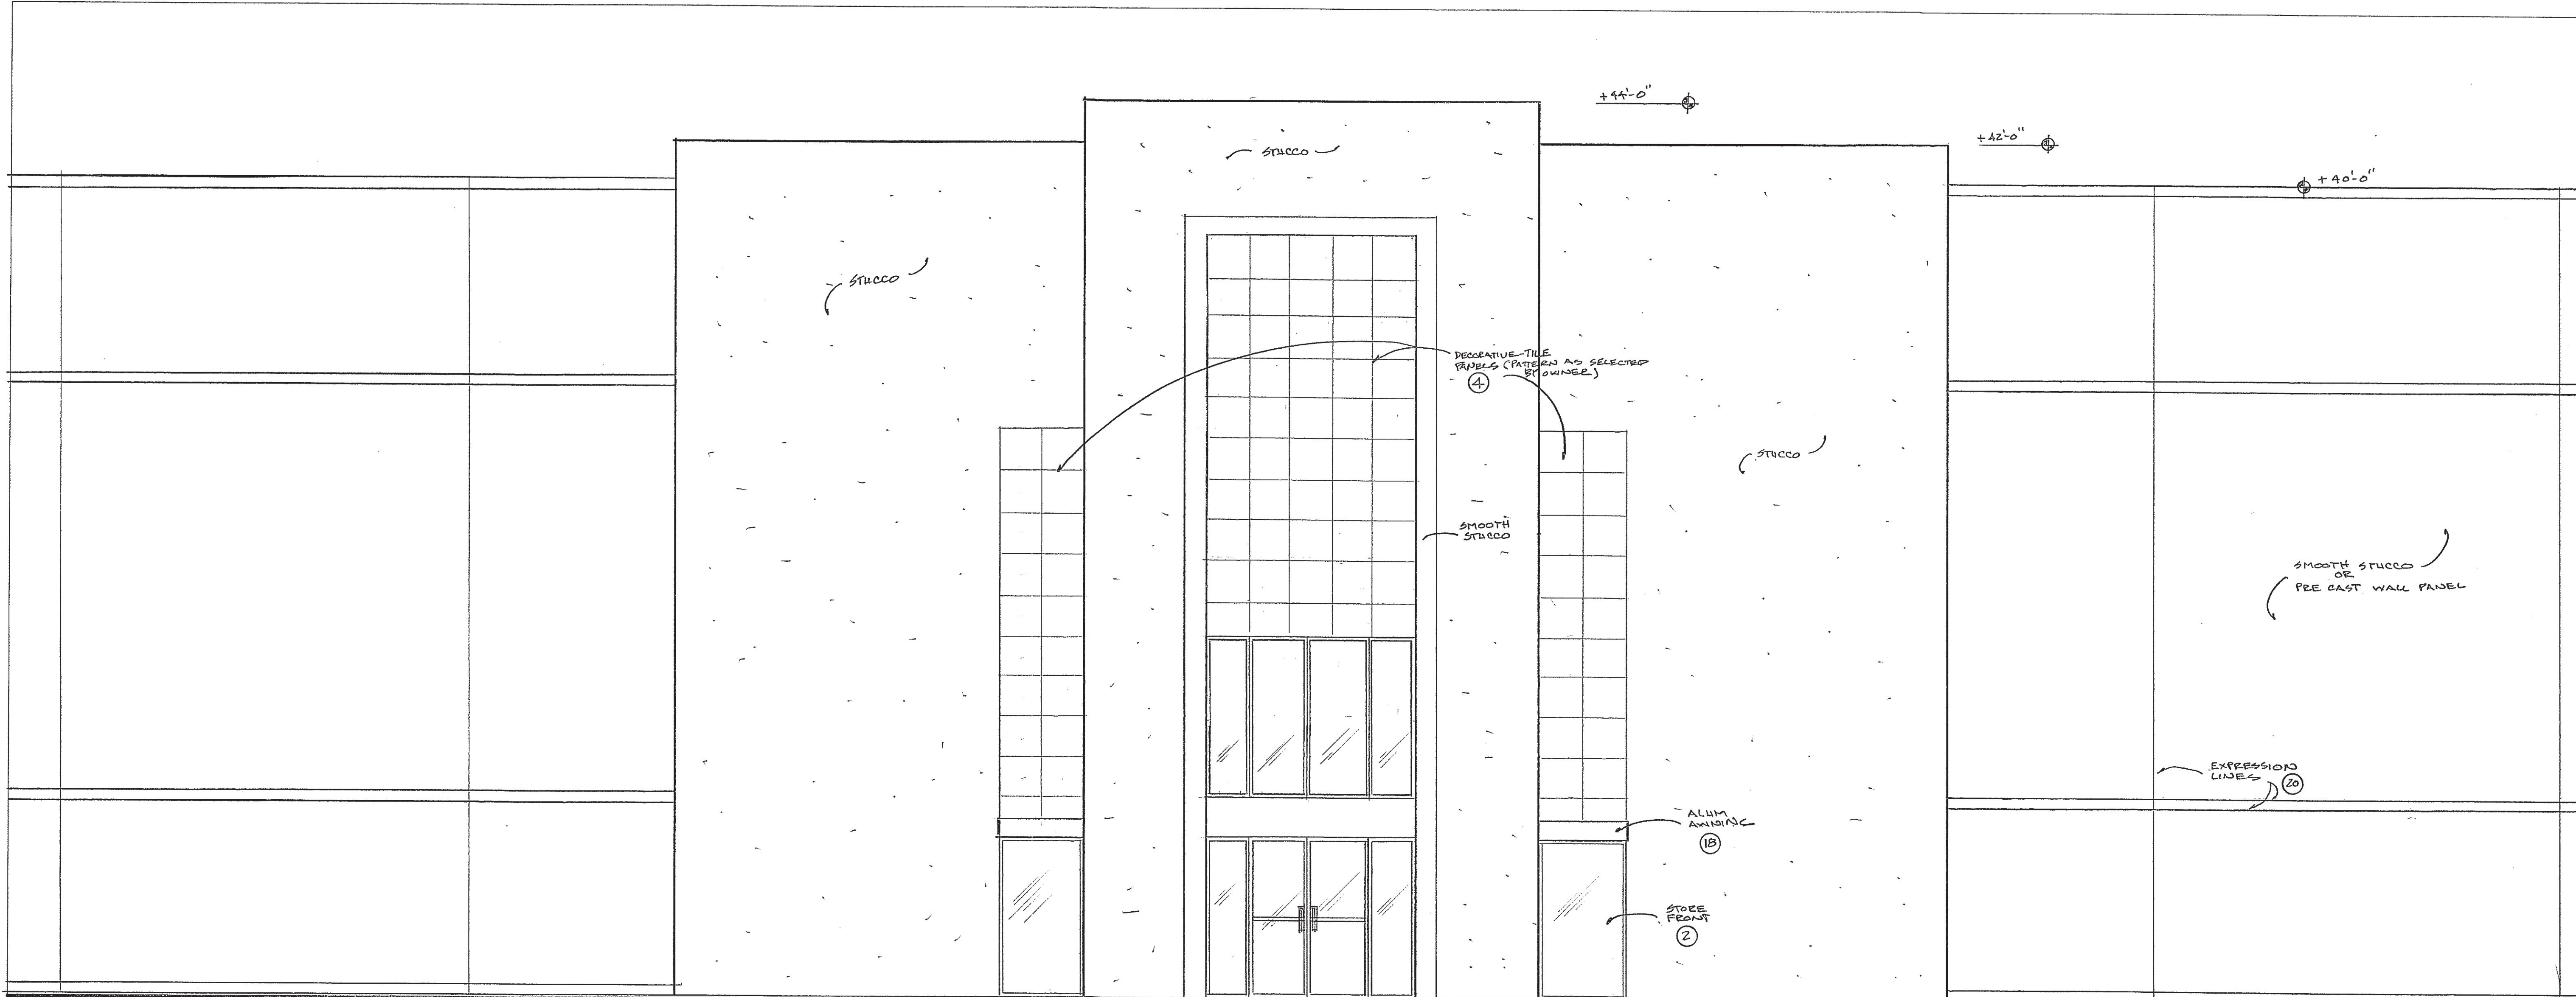 +44'-0"
+42'-0"
+40'-0"
STUCCO
STUCCO
DECORATIVE-TILE
PANELS (PATTERN AS SELECTED
BY OWNER)
4
STUCCO
SMOOTH
STUCCO
SMOOTH STUCCO
OR
PRE CAST WALL PANEL
EXPRESSION
LINES
20
ALUM
AWNING
18
STORE
FRONT
2